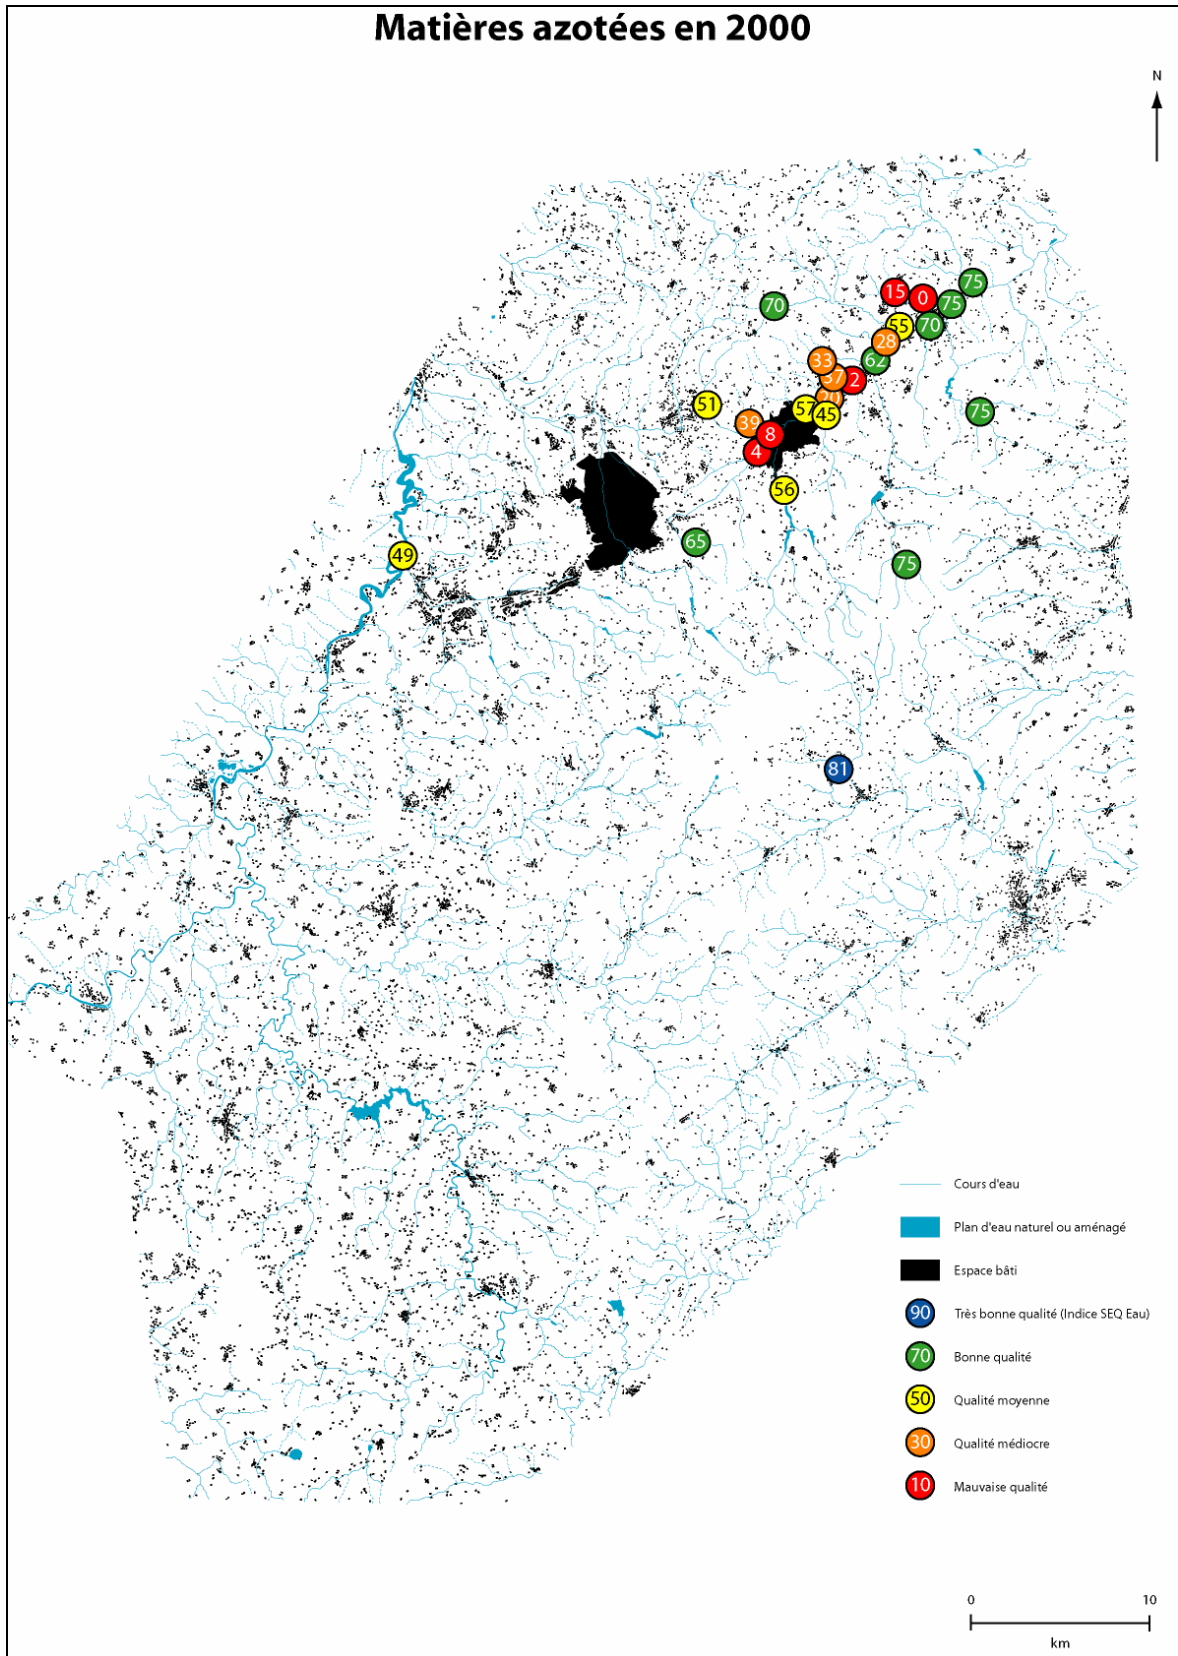 Matières azotées en 2000
N
75
15
0
75
70
55
70
28
33
62
37
2
20
51
57
45
39
8
75
4
56
65
49
75
81
Cours d'eau
Plan d'eau naturel ou aménagé
Espace bâti
90 Très bonne qualité (Indice SEQ Eau)
70 Bonne qualité
50 Qualité moyenne
30 Qualité médiocre
10 Mauvaise qualité
0 10
km